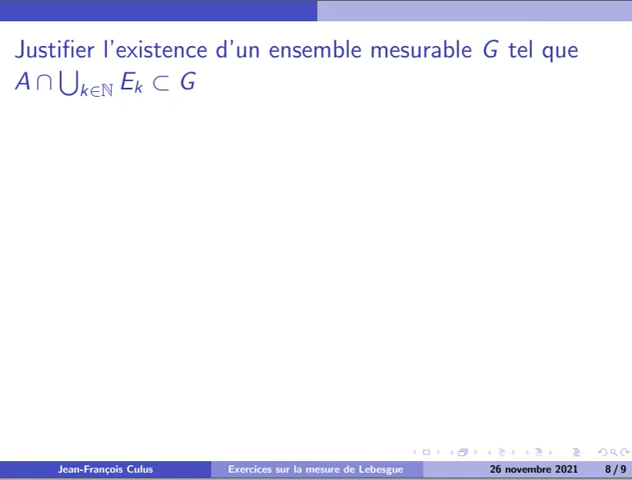 Justifier l'existence d'un ensemble mesurable G tel que
A ∩ ⋃k∈ℕ Ek ⊂ G
Jean-François Culus Exercices sur la mesure de Lebesgue 26 novembre 2021 8 / 9